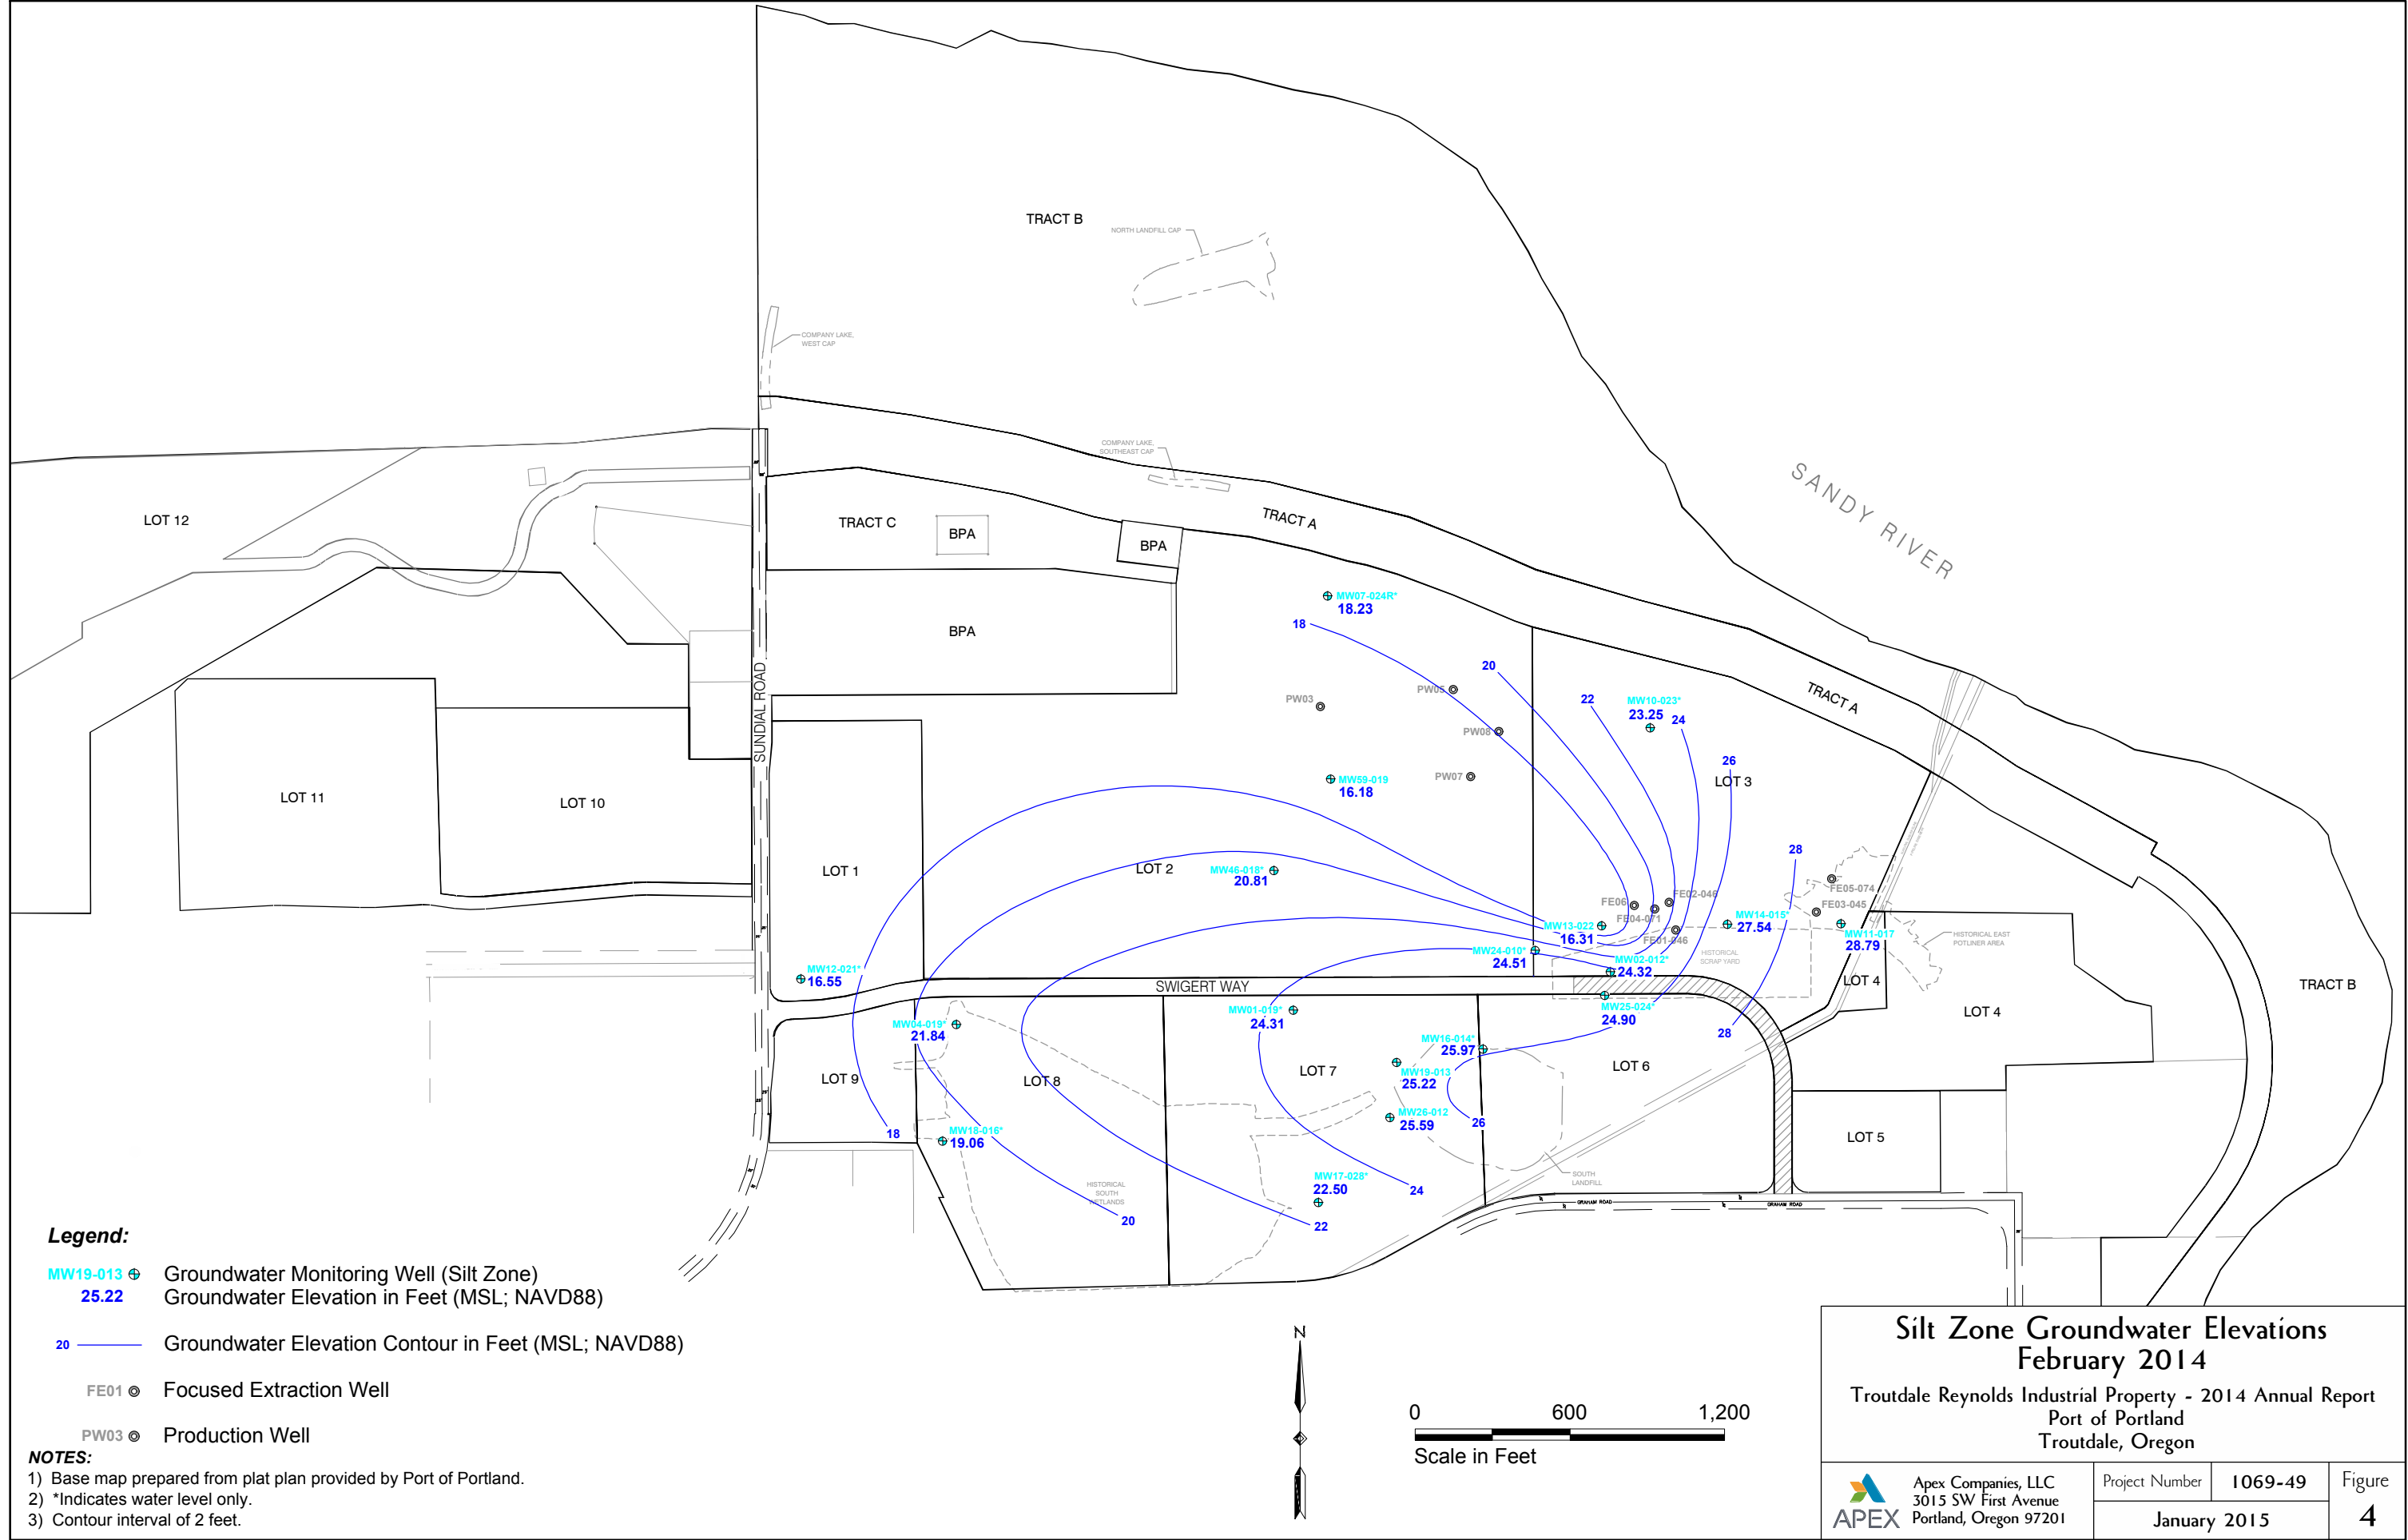 TRACT B
NORTH LANDFILL CAP
COMPANY LAKE,
WEST CAP
COMPANY LAKE,
SOUTHEAST CAP
SANDY RIVER
LOT 12
TRACT C
BPA
BPA
TRACT A
BPA
MW07-024R*
18.23
18
20
PW05
PW03
22
MW10-023*
23.25
24
TRACT A
PW08
SUNDIAL ROAD
26
LOT 3
PW07
MW59-019
16.18
LOT 11
LOT 10
LOT 1
LOT 2
MW46-018*
20.81
28
FE05-074
FE02-046
FE06
FE03-045
FE04-071
MW14-015*
27.54
MW13-022
16.31
FE01-046
MW11-017
28.79
HISTORICAL EAST
POTLINER AREA
MW24-010*
24.51
MW02-012*
24.32
HISTORICAL
SCRAP YARD
MW12-021*
16.55
LOT 4
SWIGERT WAY
TRACT B
MW01-019*
24.31
MW25-024*
24.90
LOT 4
MW04-019*
21.84
28
MW16-014*
25.97
LOT 9
LOT 8
LOT 7
MW19-013
25.22
LOT 6
MW26-012
25.59
26
18
MW18-016*
19.06
LOT 5
HISTORICAL
SOUTH
WETLANDS
MW17-028*
22.50
24
SOUTH
LANDFILL
GRAHAM ROAD
GRAHAM ROAD
20
22
Legend:
MW19-013 Groundwater Monitoring Well (Silt Zone)
25.22 Groundwater Elevation in Feet (MSL; NAVD88)
20 Groundwater Elevation Contour in Feet (MSL; NAVD88)
FE01 Focused Extraction Well
PW03 Production Well
NOTES:
1) Base map prepared from plat plan provided by Port of Portland.
2) *Indicates water level only.
3) Contour interval of 2 feet.
N
0 600 1,200
Scale in Feet
Silt Zone Groundwater Elevations
February 2014
Troutdale Reynolds Industrial Property - 2014 Annual Report
Port of Portland
Troutdale, Oregon
APEX
Apex Companies, LLC
3015 SW First Avenue
Portland, Oregon 97201
Project Number 1069-49
January 2015
Figure
4